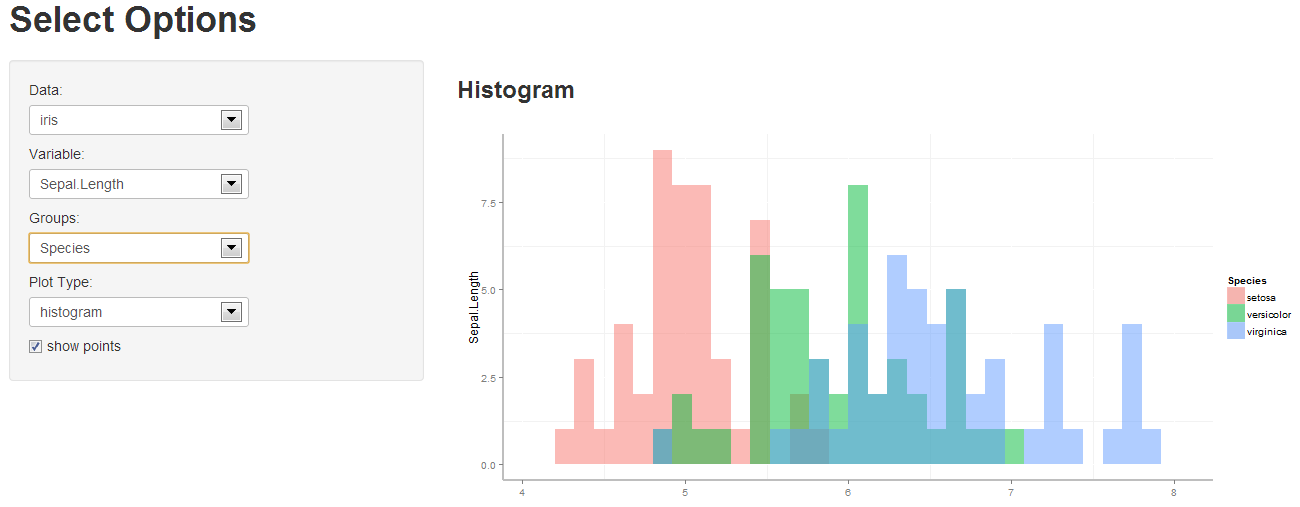 Select Options
Data:
iris
Variable:
Sepal.Length
Groups:
Species
Plot Type:
histogram
show points
Histogram
Sepal.Length
7.5
5.0
2.5
0.0
4 5 6 7 8
Species
setosa
versicolor
virginica